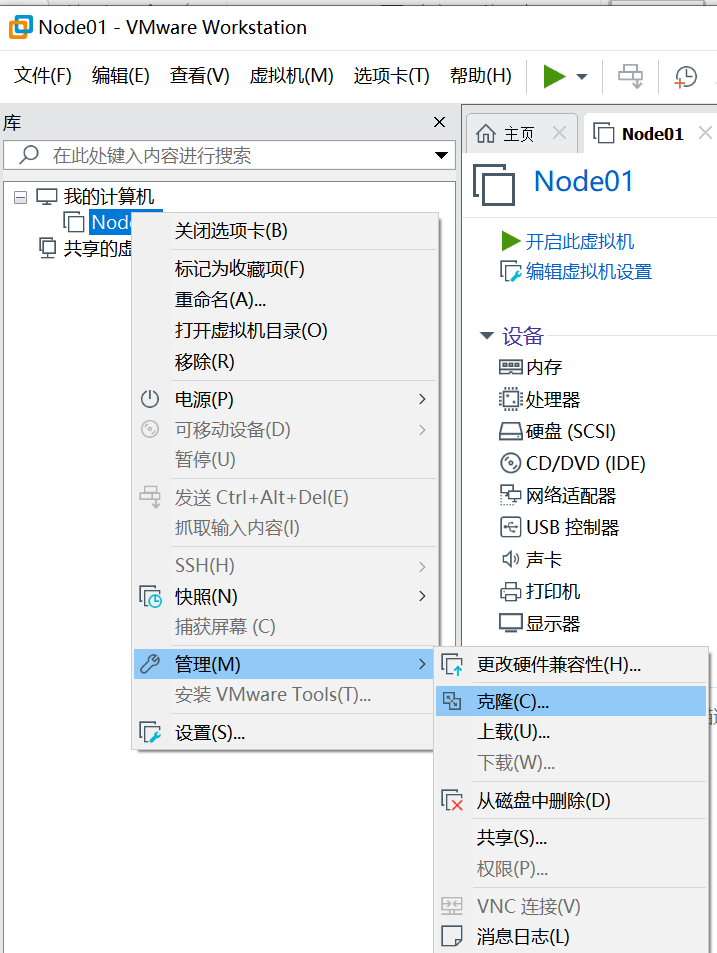 Node01 - VMware Workstation
文件(F) 编辑(E) 查看(V) 虚拟机(M) 选项卡(T) 帮助(H)
库
在此处键入内容进行搜索
我的计算机
Node
共享的虚
关闭选项卡(B)
标记为收藏项(F)
重命名(A)...
打开虚拟机目录(O)
移除(R)
电源(P)
可移动设备(D)
暂停(U)
发送 Ctrl+Alt+Del(E)
抓取输入内容(I)
SSH(H)
快照(N)
捕获屏幕 (C)
管理(M)
安装 VMware Tools(T)...
设置(S)...
主页
Node01
Node01
开启此虚拟机
编辑虚拟机设置
设备
内存
处理器
硬盘 (SCSI)
CD/DVD (IDE)
网络适配器
USB 控制器
声卡
打印机
显示器
更改硬件兼容性(H)...
克隆(C)...
上载(U)...
下载(W)...
从磁盘中删除(D)
共享(S)...
权限(P)...
VNC 连接(V)
消息日志(L)